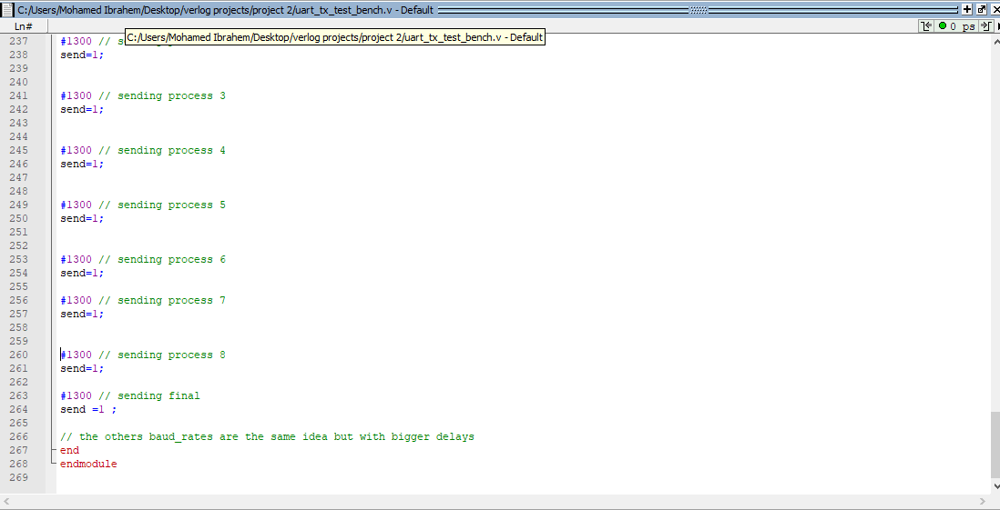 C:/Users/Mohamed Ibrahem/Desktop/verlog projects/project 2/uart_tx_test_bench.v - Default
Ln#
C:/Users/Mohamed Ibrahem/Desktop/verlog projects/project 2/uart_tx_test_bench.v - Default
0 ps
237 #1300 //
238 send=1;
239
240
241 #1300 // sending process 3
242 send=1;
243
244
245 #1300 // sending process 4
246 send=1;
247
248
249 #1300 // sending process 5
250 send=1;
251
252
253 #1300 // sending process 6
254 send=1;
255
256 #1300 // sending process 7
257 send=1;
258
259
260 #1300 // sending process 8
261 send=1;
262
263 #1300 // sending final
264 send =1 ;
265
266 // the others baud_rates are the same idea but with bigger delays
267 end
268 endmodule
269